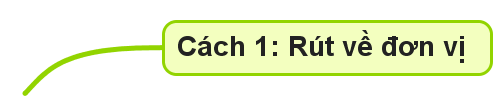 Cách 1: Rút về đơn vị